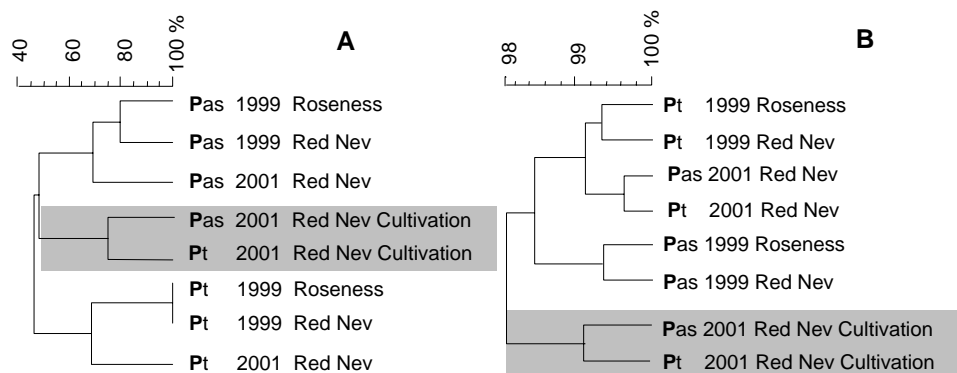 40 60 80 100 %
A
Pas 1999 Roseness
Pas 1999 Red Nev
Pas 2001 Red Nev
Pas 2001 Red Nev Cultivation
Pt 2001 Red Nev Cultivation
Pt 1999 Roseness
Pt 1999 Red Nev
Pt 2001 Red Nev
98 99 100 %
B
Pt 1999 Roseness
Pt 1999 Red Nev
Pas 2001 Red Nev
Pt 2001 Red Nev
Pas 1999 Roseness
Pas 1999 Red Nev
Pas 2001 Red Nev Cultivation
Pt 2001 Red Nev Cultivation